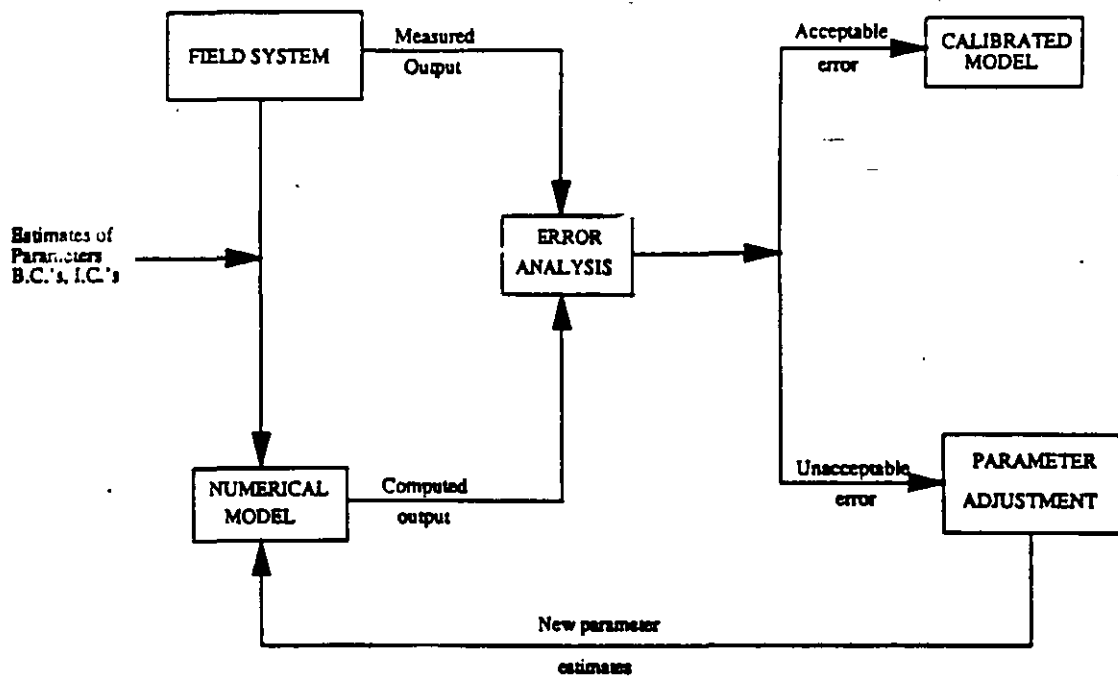 FIELD SYSTEM
Measured
Output
Acceptable
error
CALIBRATED
MODEL
Estimates of
Parameters
B.C.'s, I.C.'s
ERROR
ANALYSIS
NUMERICAL
MODEL
Computed
output
Unacceptable
error
PARAMETER
ADJUSTMENT
New parameter
estimates